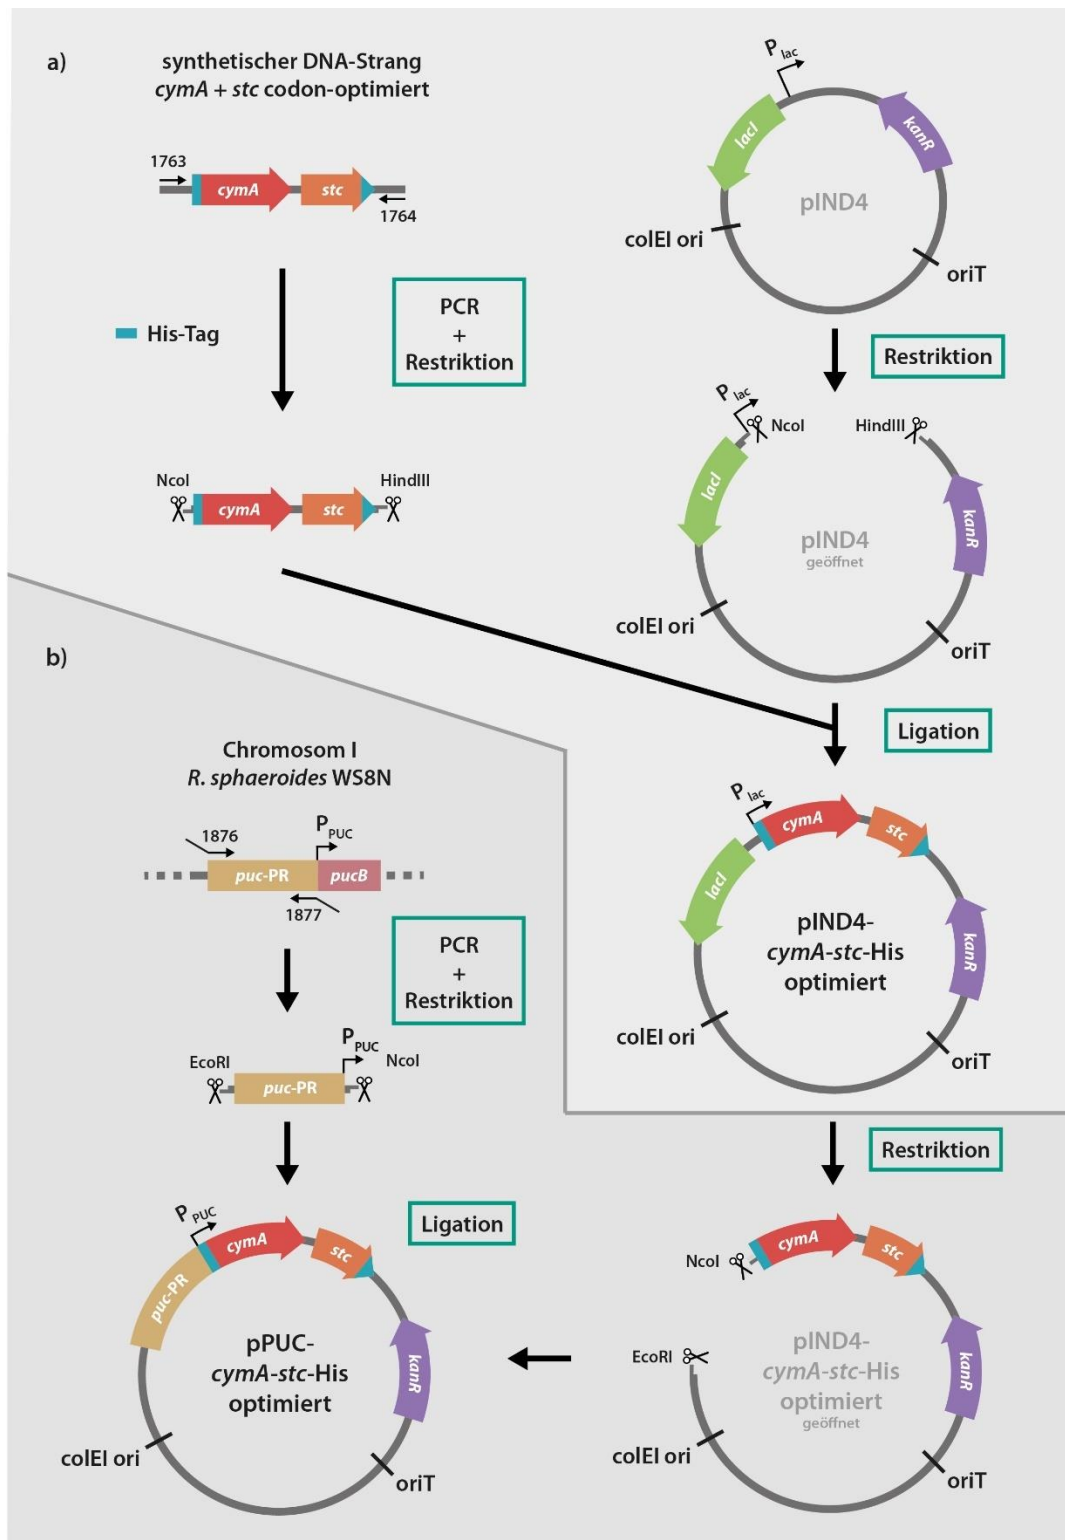 a)
synthetischer DNA-Strang
cymA + stc codon-optimiert
1763
cymA
stc
1764
His-Tag
PCR
+
Restriktion
NcoI
HindIII
cymA
stc
P lac
lacI
kanR
pIND4
colEI ori
oriT
Restriktion
P lac
NcoI
HindIII
lacI
kanR
pIND4
geöffnet
colEI ori
oriT
Ligation
P lac
cymA
stc
lacI
kanR
pIND4-
cymA-stc-His
optimiert
colEI ori
oriT
b)
Chromosom I
R. sphaeroides WS8N
1876
P PUC
puc-PR
pucB
1877
PCR
+
Restriktion
P PUC
EcoRI
NcoI
puc-PR
Restriktion
NcoI
cymA
stc
EcoRI
kanR
pIND4-
cymA-stc-His
optimiert
geöffnet
colEI ori
oriT
Ligation
P PUC
cymA
stc
puc-PR
kanR
pPUC-
cymA-stc-His
optimiert
colEI ori
oriT